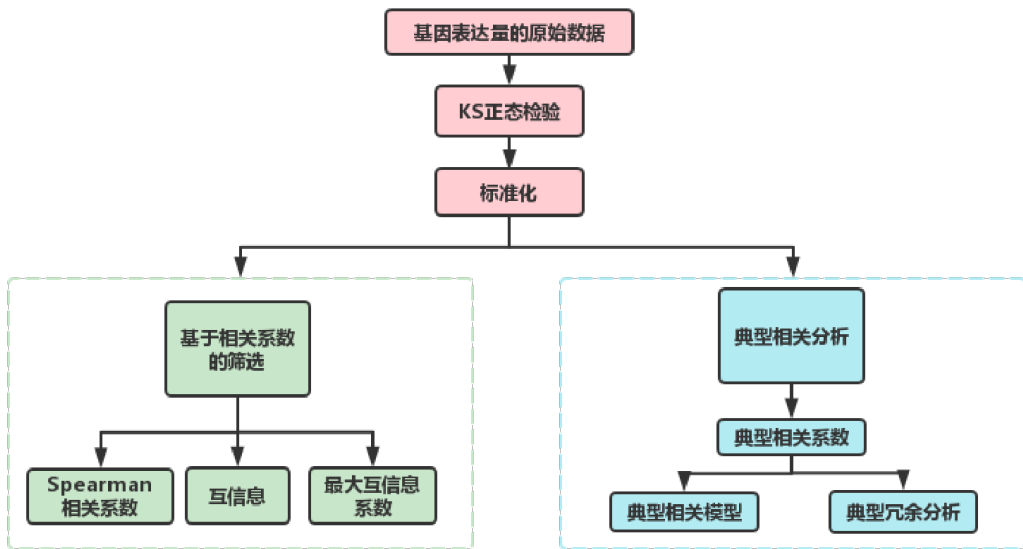 基因表达量的原始数据
KS正态检验
标准化
基于相关系数
的筛选
Spearman
相关系数
互信息
最大互信息
系数
典型相关分析
典型相关系数
典型相关模型
典型冗余分析